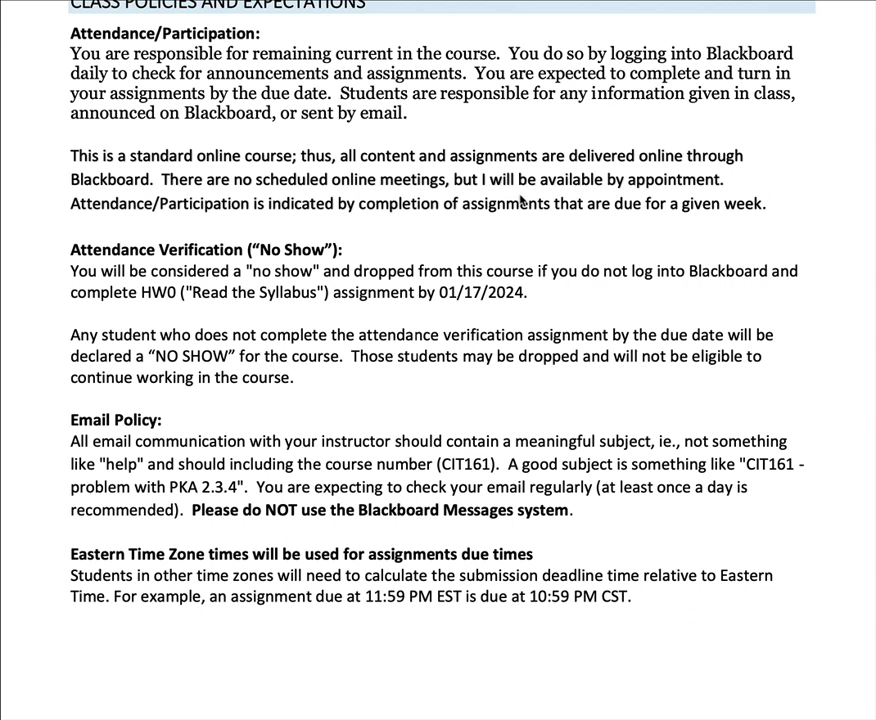 CLASS POLICIES AND EXPECTATIONS
Attendance/Participation:
You are responsible for remaining current in the course.  You do so by logging into Blackboard
daily to check for announcements and assignments.  You are expected to complete and turn in
your assignments by the due date.  Students are responsible for any information given in class,
announced on Blackboard, or sent by email.
This is a standard online course; thus, all content and assignments are delivered online through
Blackboard.  There are no scheduled online meetings, but I will be available by appointment.
Attendance/Participation is indicated by completion of assignments that are due for a given week.
Attendance Verification (“No Show”):
You will be considered a "no show" and dropped from this course if you do not log into Blackboard and
complete HW0 ("Read the Syllabus") assignment by 01/17/2024.
Any student who does not complete the attendance verification assignment by the due date will be
declared a “NO SHOW” for the course.  Those students may be dropped and will not be eligible to
continue working in the course.
Email Policy:
All email communication with your instructor should contain a meaningful subject, ie., not something
like "help" and should including the course number (CIT161).  A good subject is something like "CIT161 -
problem with PKA 2.3.4".  You are expecting to check your email regularly (at least once a day is
recommended).  Please do NOT use the Blackboard Messages system.
Eastern Time Zone times will be used for assignments due times
Students in other time zones will need to calculate the submission deadline time relative to Eastern
Time. For example, an assignment due at 11:59 PM EST is due at 10:59 PM CST.